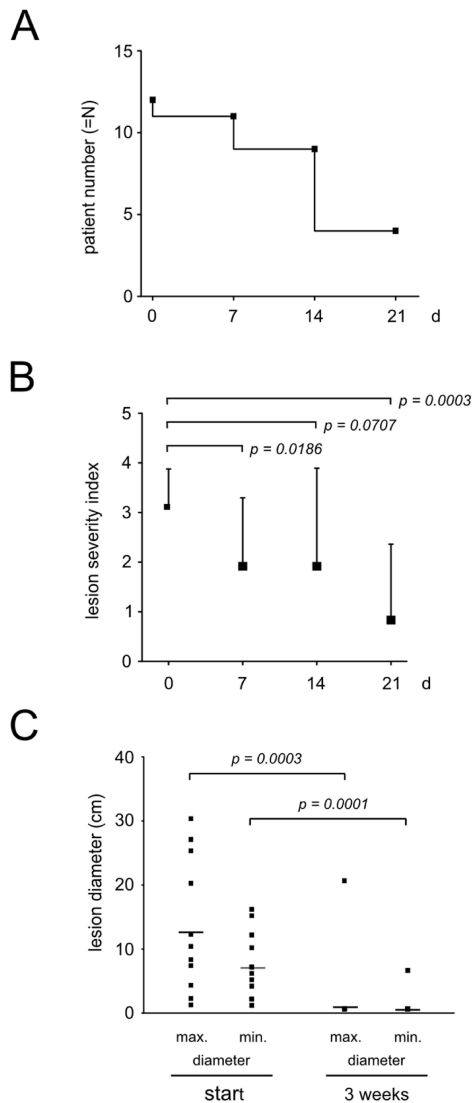 A
15
10
5
0
patient number (=N)
0 7 14 21 d
B
p = 0.0003
p = 0.0707
p = 0.0186
5
4
3
2
1
0
lesion severity index
0 7 14 21 d
C
p = 0.0003
p = 0.0001
40
30
20
10
0
lesion diameter (cm)
max. min. max. min.
diameter diameter
start 3 weeks